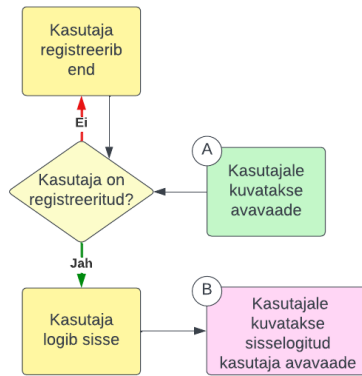 Kasutaja
registreerib
end
Ei
A
Kasutajale
kuvatakse
avavaade
Kasutaja on
registreeritud?
Jah
B
Kasutaja
logib sisse
Kasutajale
kuvatakse
sisselogitud
kasutaja avavaade